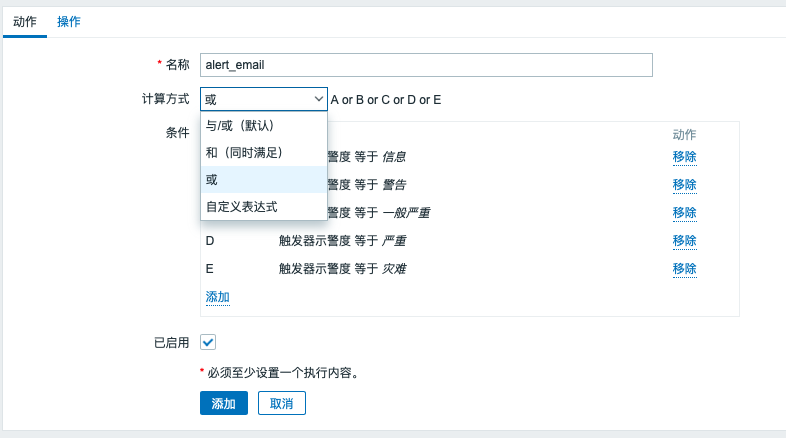 动作 操作
* 名称 alert_email
计算方式 或 A or B or C or D or E
与/或（默认）
和（同时满足）
或
自定义表达式
条件 动作
警度 等于 信息 移除
警度 等于 警告 移除
警度 等于 一般严重 移除
D 触发器示警度 等于 严重 移除
E 触发器示警度 等于 灾难 移除
添加
已启用
* 必须至少设置一个执行内容。
添加 取消